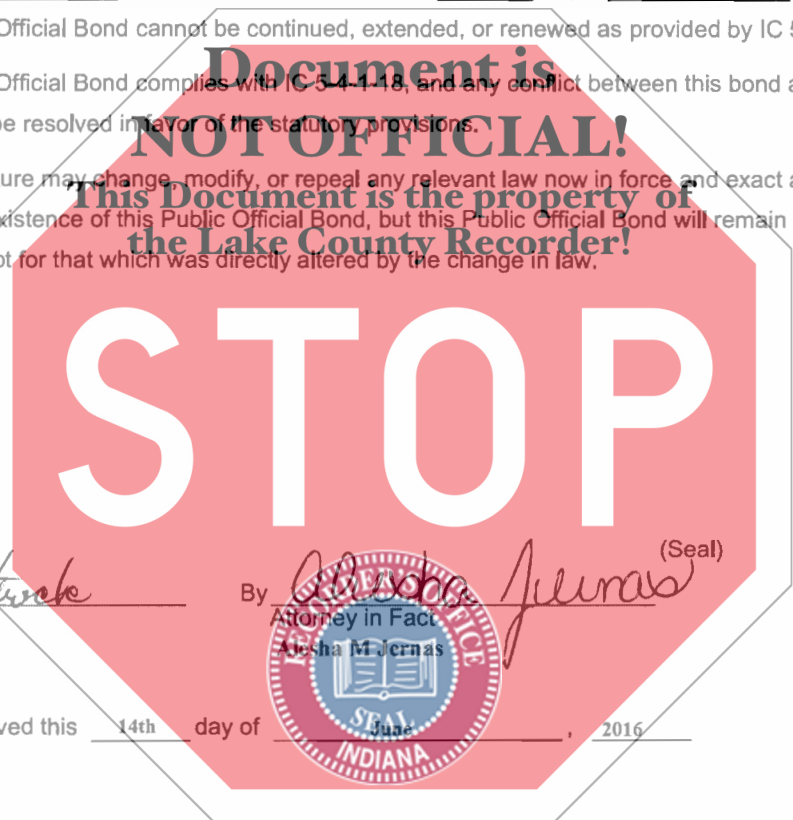 Official Bond cannot be continued, extended, or renewed as provided by IC 5
Document is
Official Bond complies with IC 5-4-1-18, and any conflict between this bond a
NOT OFFICIAL!
be resolved in favor of the statutory provisions.
ure may change, modify, or repeal any relevant law now in force and exact a
This Document is the property of
xistence of this Public Official Bond, but this Public Official Bond will remain
the Lake County Recorder!
ot for that which was directly altered by the change in law.
STOP
(Seal)
By Alesha Jernas
Attorney in Fact
Alesha M Jernas
RECORDER'S OFFICE
SEAL
INDIANA
ved this 14th day of June, 2016